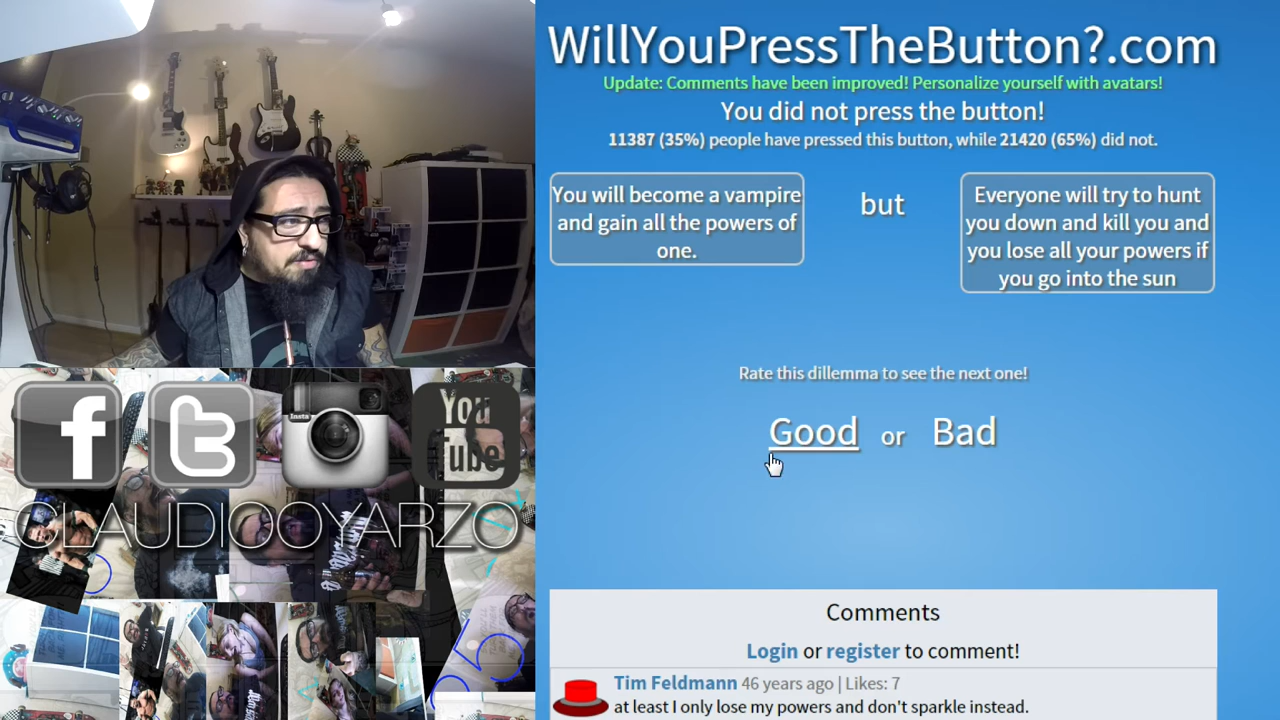 WillYouPressTheButton?.com
Update: Comments have been improved! Personalize yourself with avatars!
You did not press the button!
11387 (35%) people have pressed this button, while 21420 (65%) did not.
You will become a vampire
and gain all the powers of
one.
but
Everyone will try to hunt
you down and kill you and
you lose all your powers if
you go into the sun
Rate this dillemma to see the next one!
Good or Bad
Insta
You
Tube
CLAUDIOOYARZO
Comments
Login or register to comment!
Tim Feldmann 46 years ago | Likes: 7
at least I only lose my powers and don't sparkle instead.